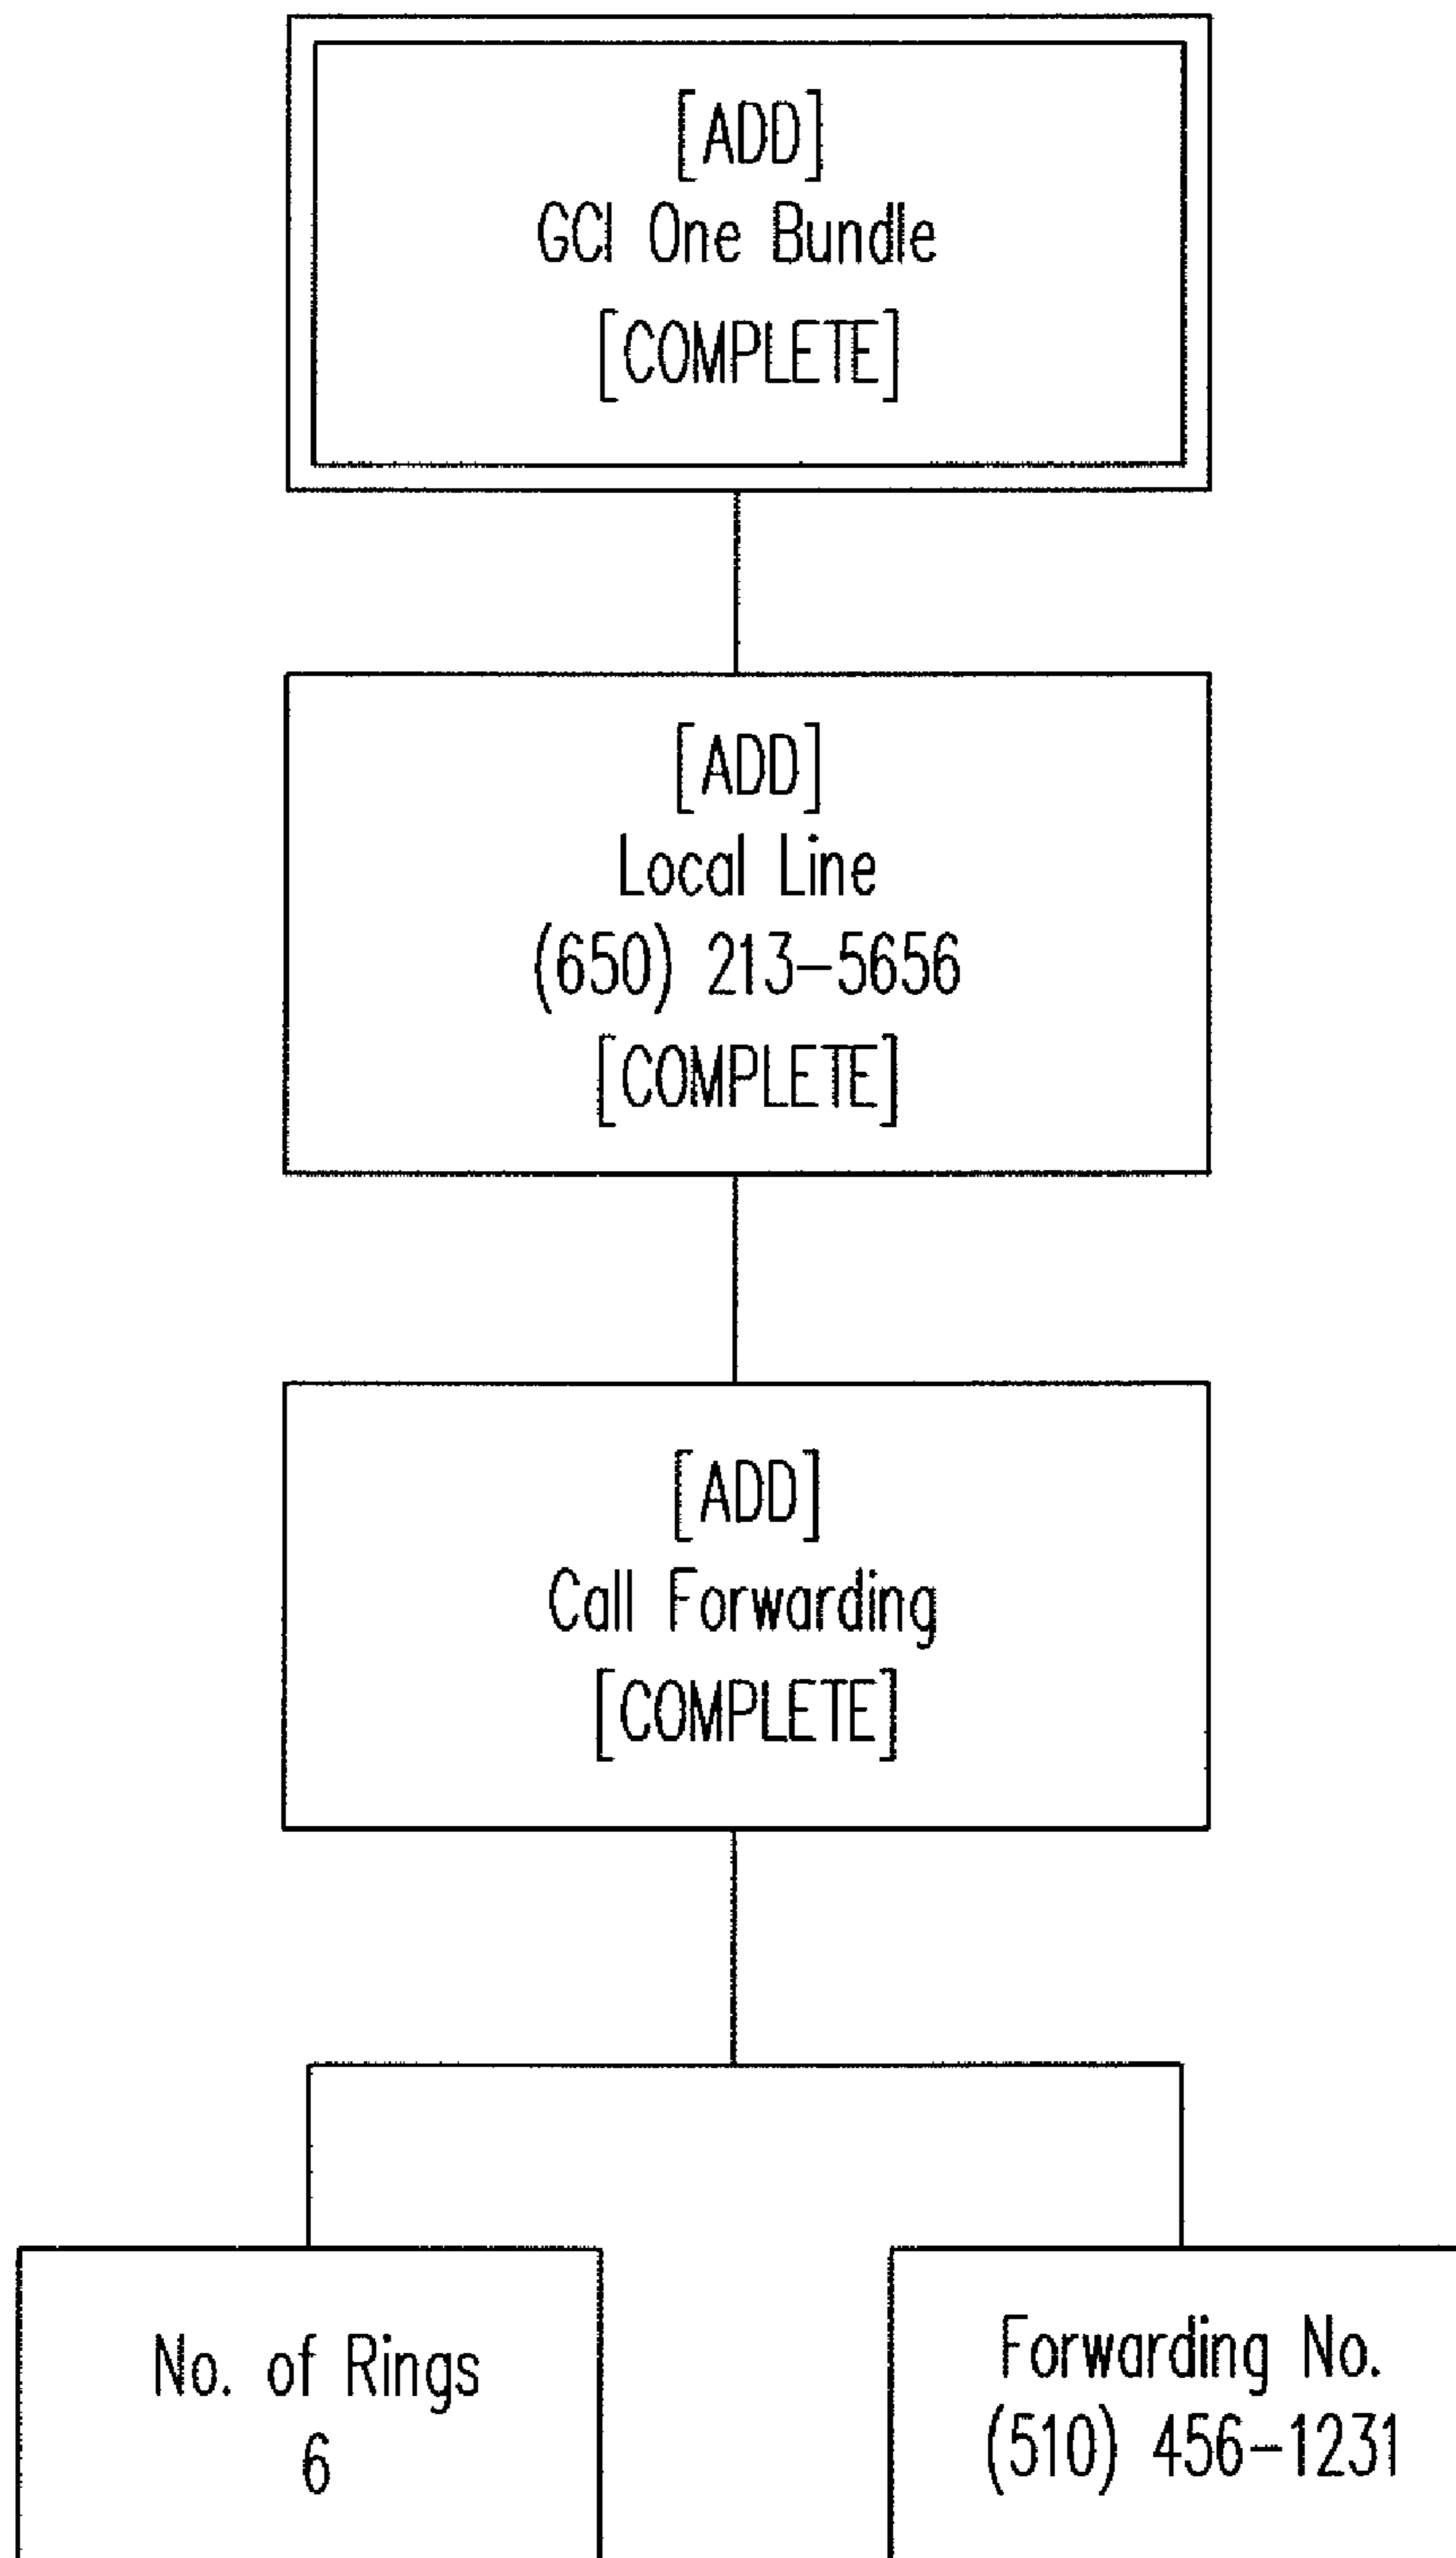 [ADD]
GCI One Bundle
[COMPLETE]
[ADD]
Local Line
(650) 213-5656
[COMPLETE]
[ADD]
Call Forwarding
[COMPLETE]
No. of Rings
6
Forwarding No.
(510) 456-1231